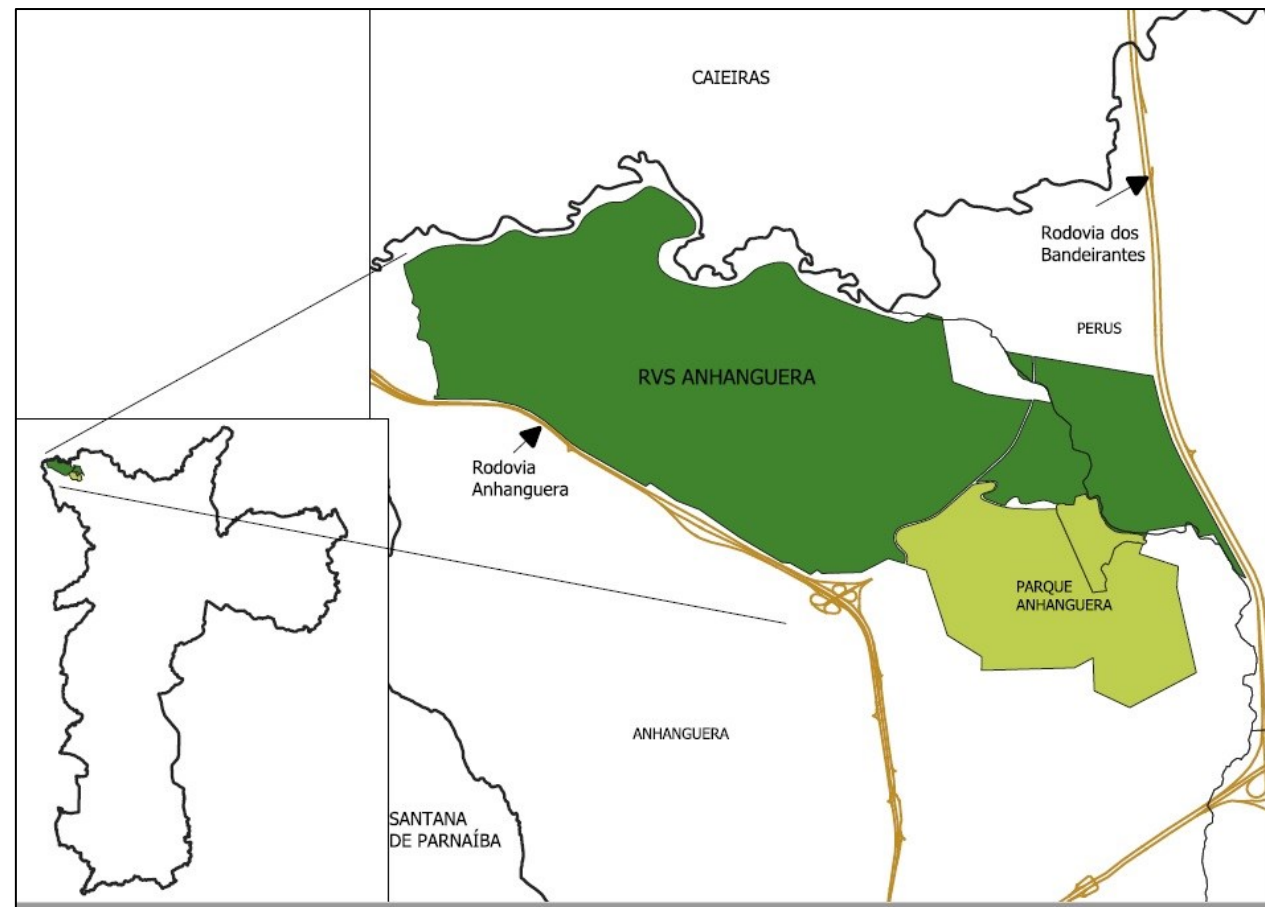 CAIEIRAS
Rodovia dos
Bandeirantes
PERUS
RVS ANHANGUERA
Rodovia
Anhanguera
PARQUE
ANHANGUERA
ANHANGUERA
SANTANA
DE PARNAÍBA